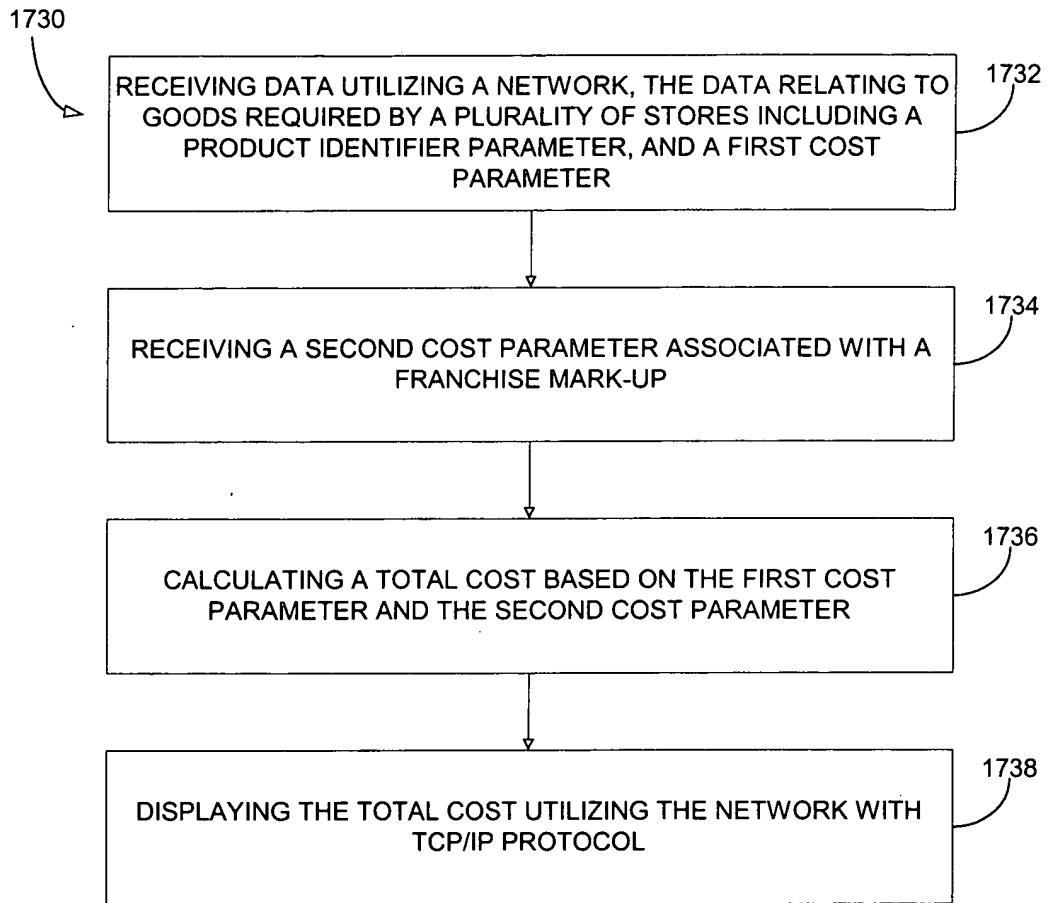 1730
1732
RECEIVING DATA UTILIZING A NETWORK, THE DATA RELATING TO
GOODS REQUIRED BY A PLURALITY OF STORES INCLUDING A
PRODUCT IDENTIFIER PARAMETER, AND A FIRST COST
PARAMETER
1734
RECEIVING A SECOND COST PARAMETER ASSOCIATED WITH A
FRANCHISE MARK-UP
1736
CALCULATING A TOTAL COST BASED ON THE FIRST COST
PARAMETER AND THE SECOND COST PARAMETER
1738
DISPLAYING THE TOTAL COST UTILIZING THE NETWORK WITH
TCP/IP PROTOCOL